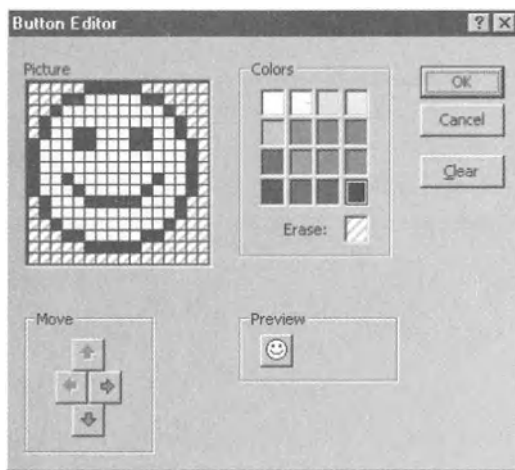 Button Editor
Picture
Colors
OK
Cancel
Clear
Erase:
Move
Preview